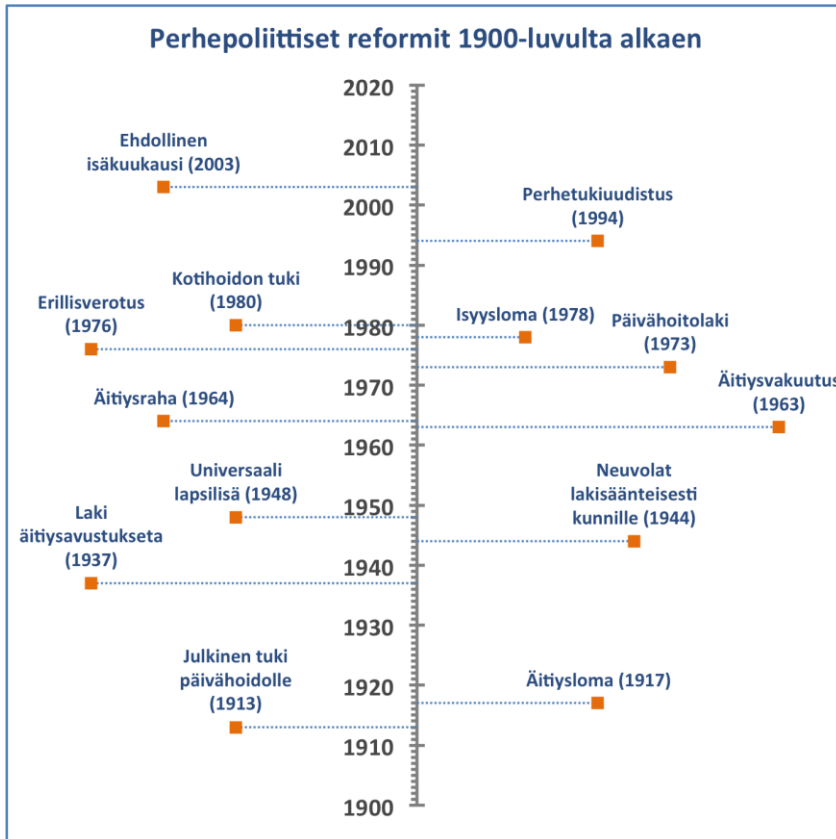 Perhepoliittiset reformit 1900-luvulta alkaen
2020
Ehdollinen
isäkuukausi (2003)
2010
Perhetukiuudistus
(1994)
2000
1990
Kotihoidon tuki
(1980)
Erillisverotus
(1976)
Isyysloma (1978)
Päivähoitolaki
(1973)
1980
Äitiysraha (1964)
1970
Äitiysvakuutus
(1963)
1960
Universaali
lapsilisä (1948)
Neuvolat
lakisäänteisesti
kunnille (1944)
1950
Laki
äitiysavustukseta
(1937)
1940
1930
Julkinen tuki
päivähoidolle
(1913)
Äitiysloma (1917)
1920
1910
1900